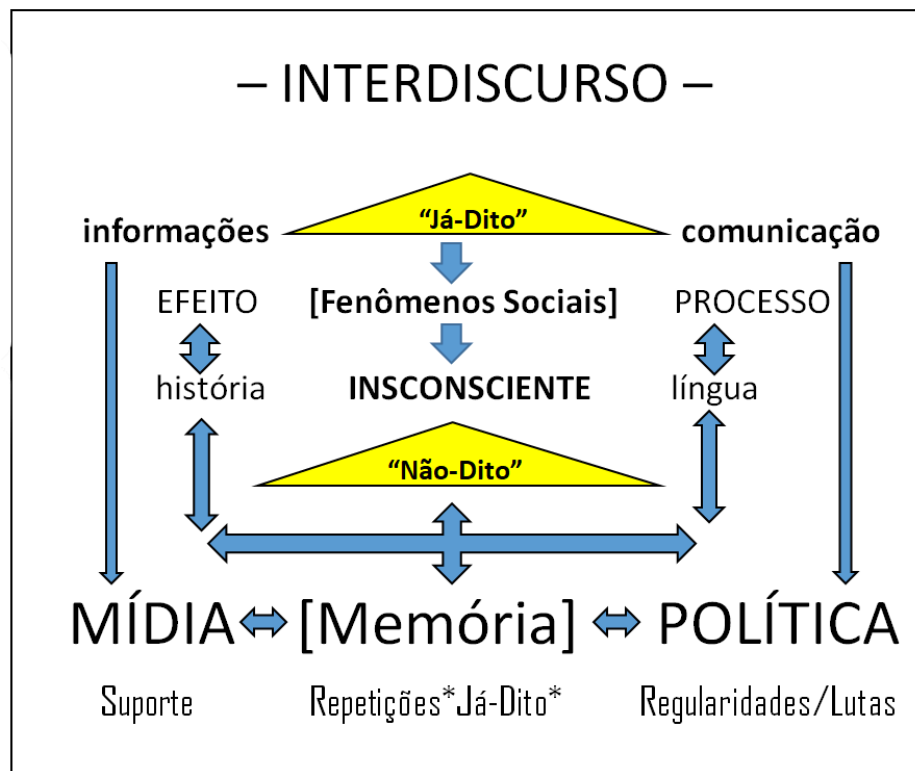 – INTERDISCURSO –
"Já-Dito"
informações comunicação
EFEITO [Fenômenos Sociais] PROCESSO
história INSCONSCIENTE língua
"Não-Dito"
MÍDIA [Memória] POLÍTICA
Suporte Repetições*Já-Dito* Regularidades/Lutas